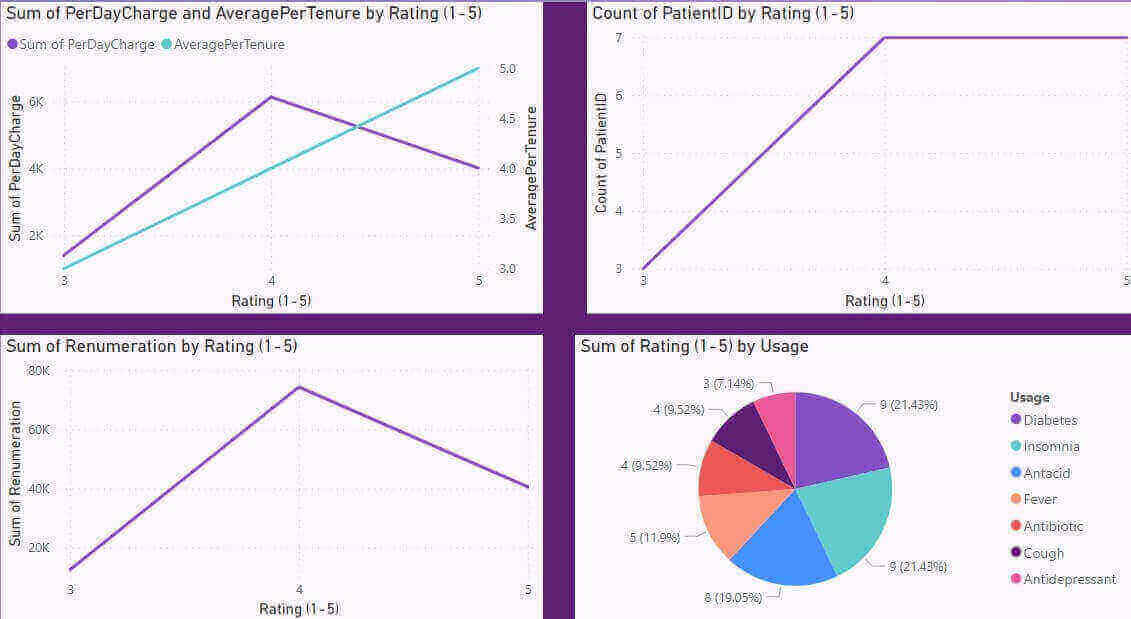 Sum of PerDayCharge and AveragePerTenure by Rating (1-5)
Sum of PerDayCharge AveragePerTenure
Sum of PerDayCharge
6K
4K
2K
5.0
4.5
4.0
3.5
3.0
AveragePerTenure
3 4 5
Rating (1-5)
Count of PatientID by Rating (1-5)
Count of PatientID
7
6
5
4
3
3 4 5
Rating (1-5)
Sum of Renumeration by Rating (1-5)
Sum of Renumeration
80K
60K
40K
20K
3 4 5
Rating (1-5)
Sum of Rating (1-5) by Usage
3 (7.14%)
4 (9.52%)
4 (9.52%)
5 (11.9%)
8 (19.05%)
9 (21.43%)
9 (21.43%)
Usage
Diabetes
Insomnia
Antacid
Fever
Antibiotic
Cough
Antidepressant